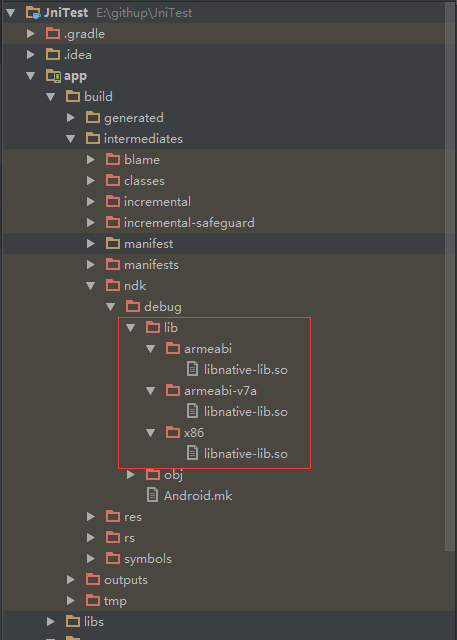 JniTest E:\githup\JniTest
.gradle
.idea
app
build
generated
intermediates
blame
classes
incremental
incremental-safeguard
manifest
manifests
ndk
debug
lib
armeabi
libnative-lib.so
armeabi-v7a
libnative-lib.so
x86
libnative-lib.so
obj
Android.mk
res
rs
symbols
outputs
tmp
libs